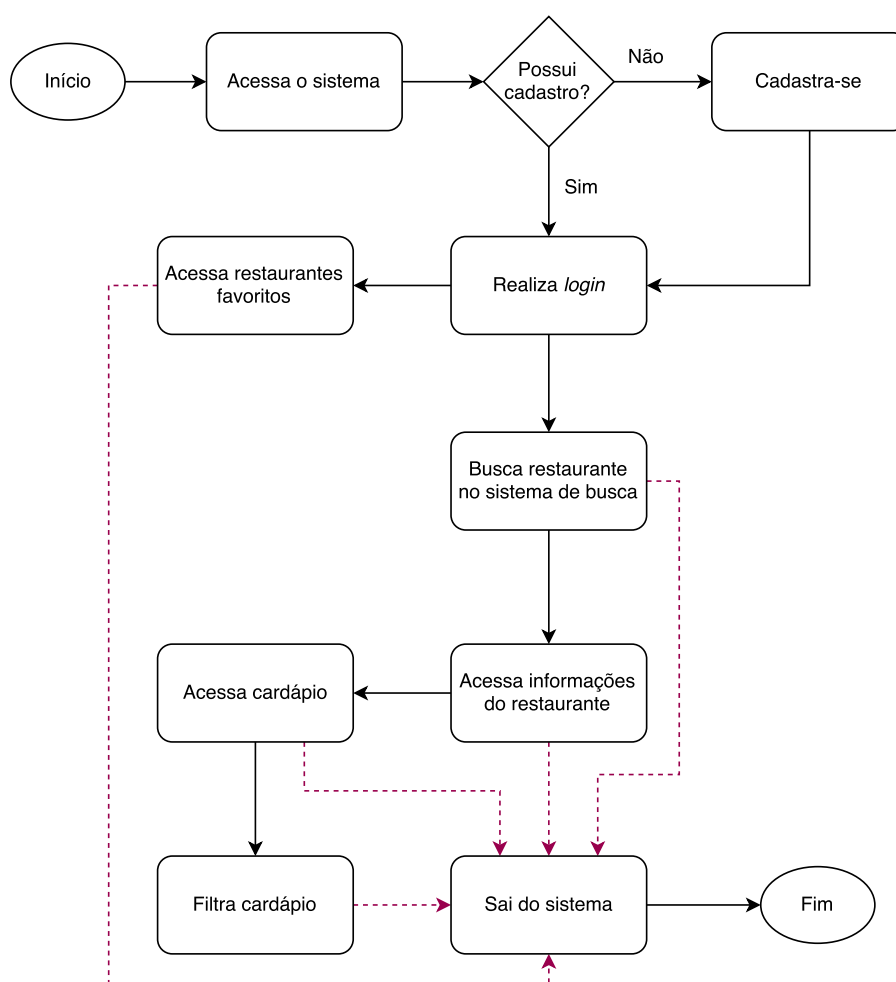 Início
Acessa o sistema
Possui
cadastro?
Não
Cadastra-se
Sim
Acessa restaurantes
favoritos
Realiza login
Busca restaurante
no sistema de busca
Acessa cardápio
Acessa informações
do restaurante
Filtra cardápio
Sai do sistema
Fim